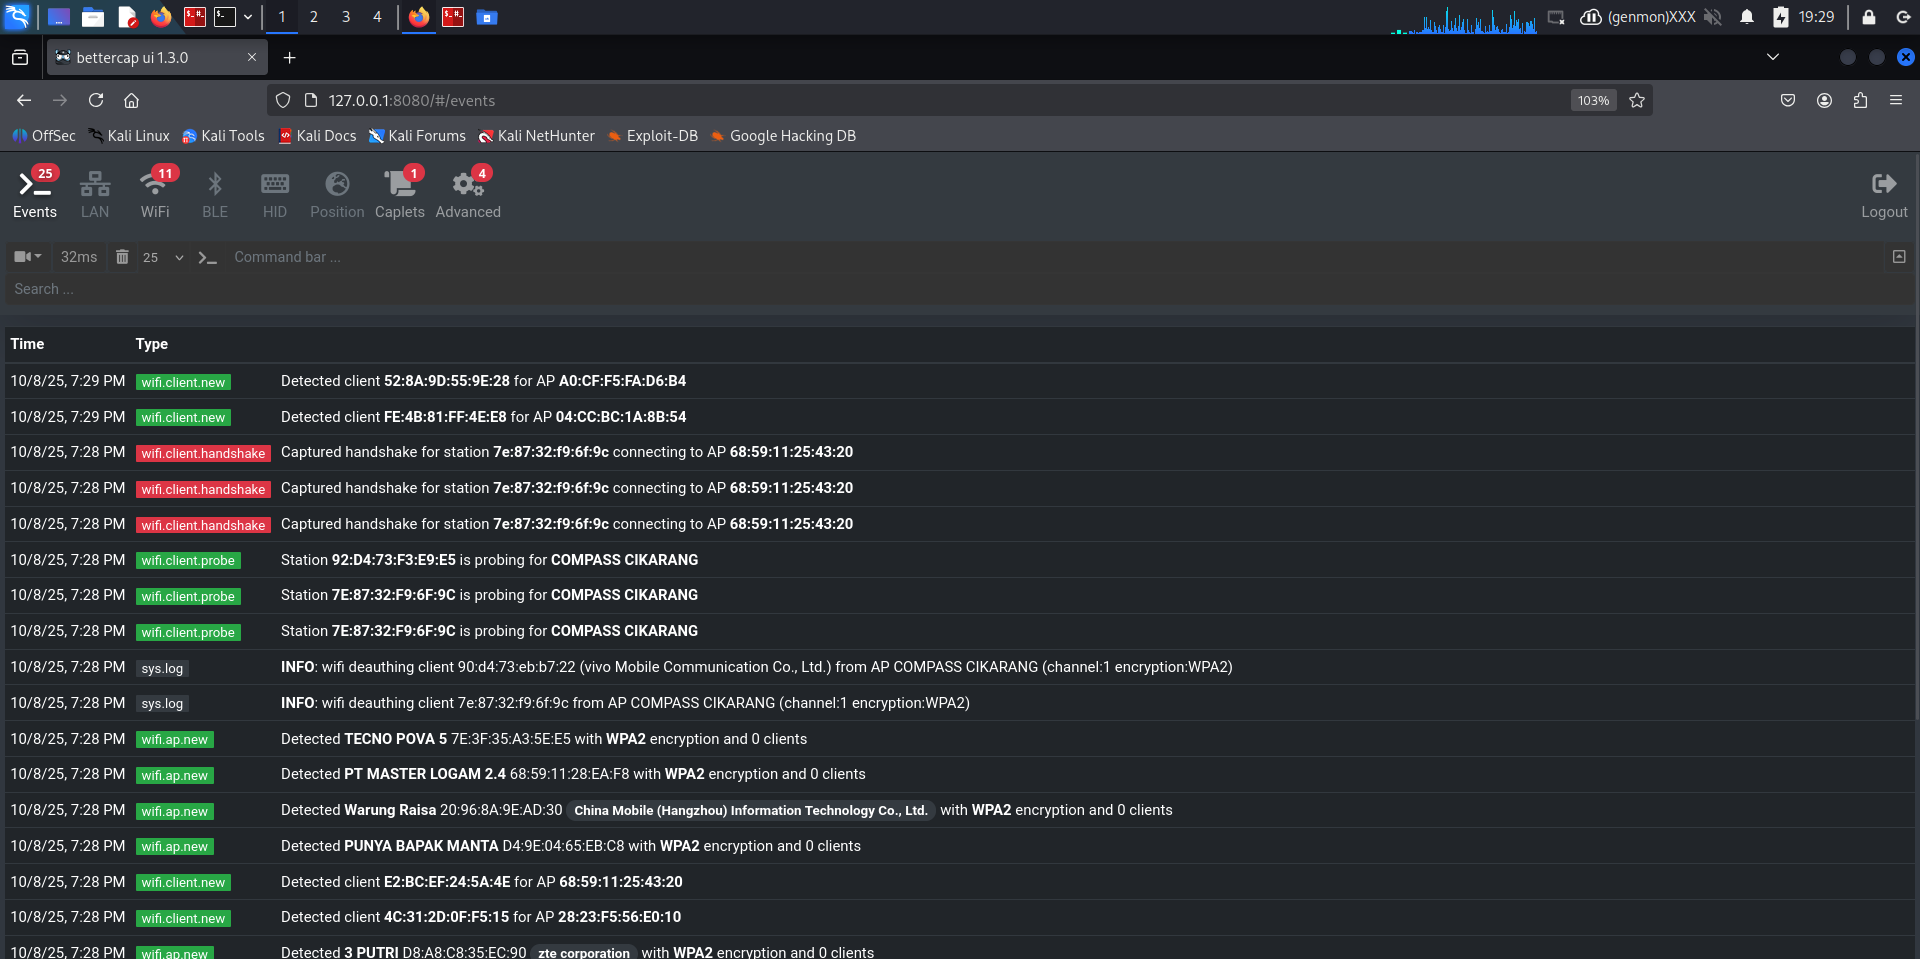 1 2 3 4 (genmon)XXX 19:29
bettercap ui 1.3.0
127.0.0.1:8080/#/events 103%
OffSec Kali Linux Kali Tools Kali Docs Kali Forums Kali NetHunter Exploit-DB Google Hacking DB
25 11 1 4
Events LAN WiFi BLE HID Position Caplets Advanced Logout
32ms 25 Command bar ...
Search ...
Time Type
10/8/25, 7:29 PM wifi.client.new Detected client 52:8A:9D:55:9E:28 for AP A0:CF:F5:FA:D6:B4
10/8/25, 7:29 PM wifi.client.new Detected client FE:4B:81:FF:4E:E8 for AP 04:CC:BC:1A:8B:54
10/8/25, 7:28 PM wifi.client.handshake Captured handshake for station 7e:87:32:f9:6f:9c connecting to AP 68:59:11:25:43:20
10/8/25, 7:28 PM wifi.client.handshake Captured handshake for station 7e:87:32:f9:6f:9c connecting to AP 68:59:11:25:43:20
10/8/25, 7:28 PM wifi.client.handshake Captured handshake for station 7e:87:32:f9:6f:9c connecting to AP 68:59:11:25:43:20
10/8/25, 7:28 PM wifi.client.probe Station 92:D4:73:F3:E9:E5 is probing for COMPASS CIKARANG
10/8/25, 7:28 PM wifi.client.probe Station 7E:87:32:F9:6F:9C is probing for COMPASS CIKARANG
10/8/25, 7:28 PM wifi.client.probe Station 7E:87:32:F9:6F:9C is probing for COMPASS CIKARANG
10/8/25, 7:28 PM sys.log INFO: wifi deauthing client 90:d4:73:eb:b7:22 (vivo Mobile Communication Co., Ltd.) from AP COMPASS CIKARANG (channel:1 encryption:WPA2)
10/8/25, 7:28 PM sys.log INFO: wifi deauthing client 7e:87:32:f9:6f:9c from AP COMPASS CIKARANG (channel:1 encryption:WPA2)
10/8/25, 7:28 PM wifi.ap.new Detected TECNO POVA 5 7E:3F:35:A3:5E:E5 with WPA2 encryption and 0 clients
10/8/25, 7:28 PM wifi.ap.new Detected PT MASTER LOGAM 2.4 68:59:11:28:EA:F8 with WPA2 encryption and 0 clients
10/8/25, 7:28 PM wifi.ap.new Detected Warung Raisa 20:96:8A:9E:AD:30 China Mobile (Hangzhou) Information Technology Co., Ltd. with WPA2 encryption and 0 clients
10/8/25, 7:28 PM wifi.ap.new Detected PUNYA BAPAK MANTA D4:9E:04:65:EB:C8 with WPA2 encryption and 0 clients
10/8/25, 7:28 PM wifi.client.new Detected client E2:BC:EF:24:5A:4E for AP 68:59:11:25:43:20
10/8/25, 7:28 PM wifi.client.new Detected client 4C:31:2D:0F:F5:15 for AP 28:23:F5:56:E0:10
10/8/25, 7:28 PM wifi.ap.new Detected 3 PUTRI D8:A8:C8:35:EC:90 zte corporation with WPA2 encryption and 0 clients